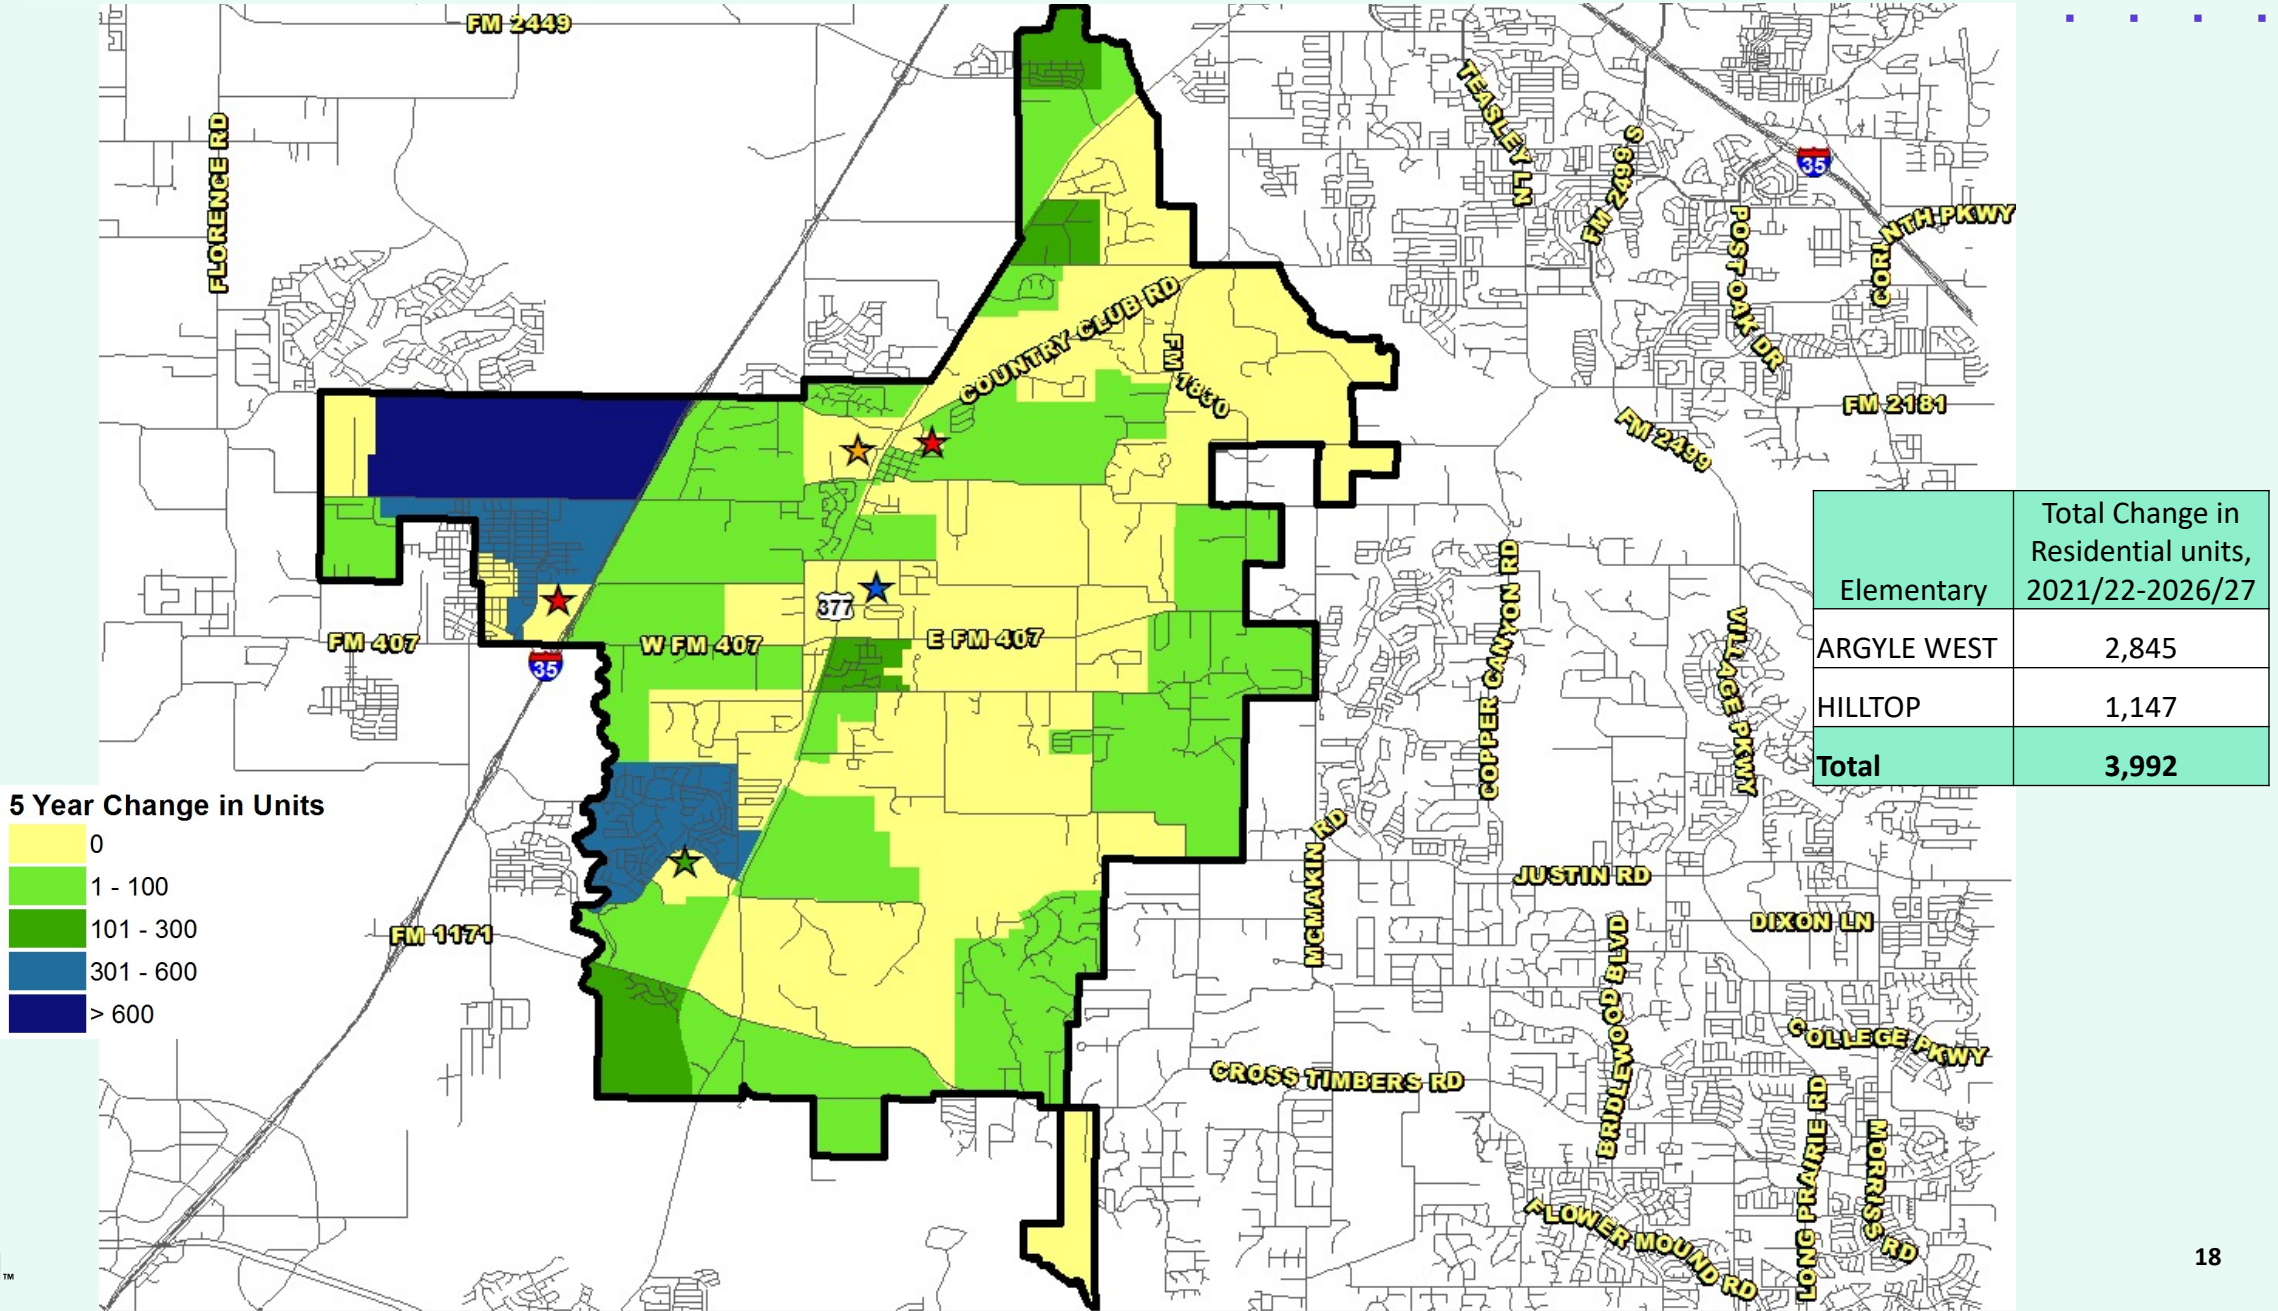 FM 2449
TEASLEY LN
FLORENCE RD
FM 2499 S
35
POST OAK DR
CORINTH PKWY
COUNTRY CLUB RD
FM 1830
FM 2181
FM 2499
377
FM 407
W FM 407
E FM 407
35
COPPER CANYON RD
VILLAGE PKWY
Elementary
Total Change in
Residential units,
2021/22-2026/27
ARGYLE WEST 2,845
HILLTOP 1,147
Total 3,992
5 Year Change in Units
0
1 - 100
101 - 300
301 - 600
> 600
MCMAKIN RD
JUSTIN RD
DIXON LN
FM 1171
BRIDLEWOOD BLVD
COLLEGE PKWY
CROSS TIMBERS RD
LONG PRAIRIE RD
MORRISS RD
FLOWER MOUND RD
18
TM